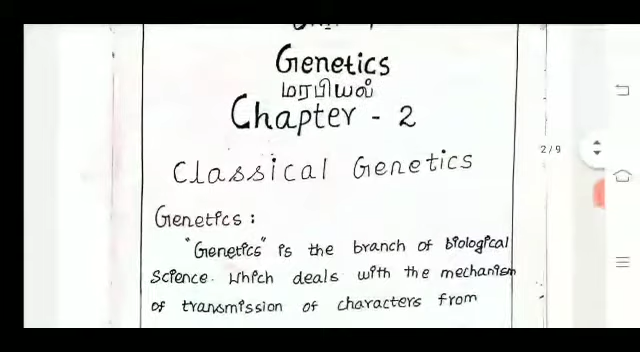 Genetics
மரபியல்
Chapter - 2
Classical Genetics
2/9
Genetics :
"Genetics" is the branch of biological
Science. Which deals with the mechanism
of transmission of characters from